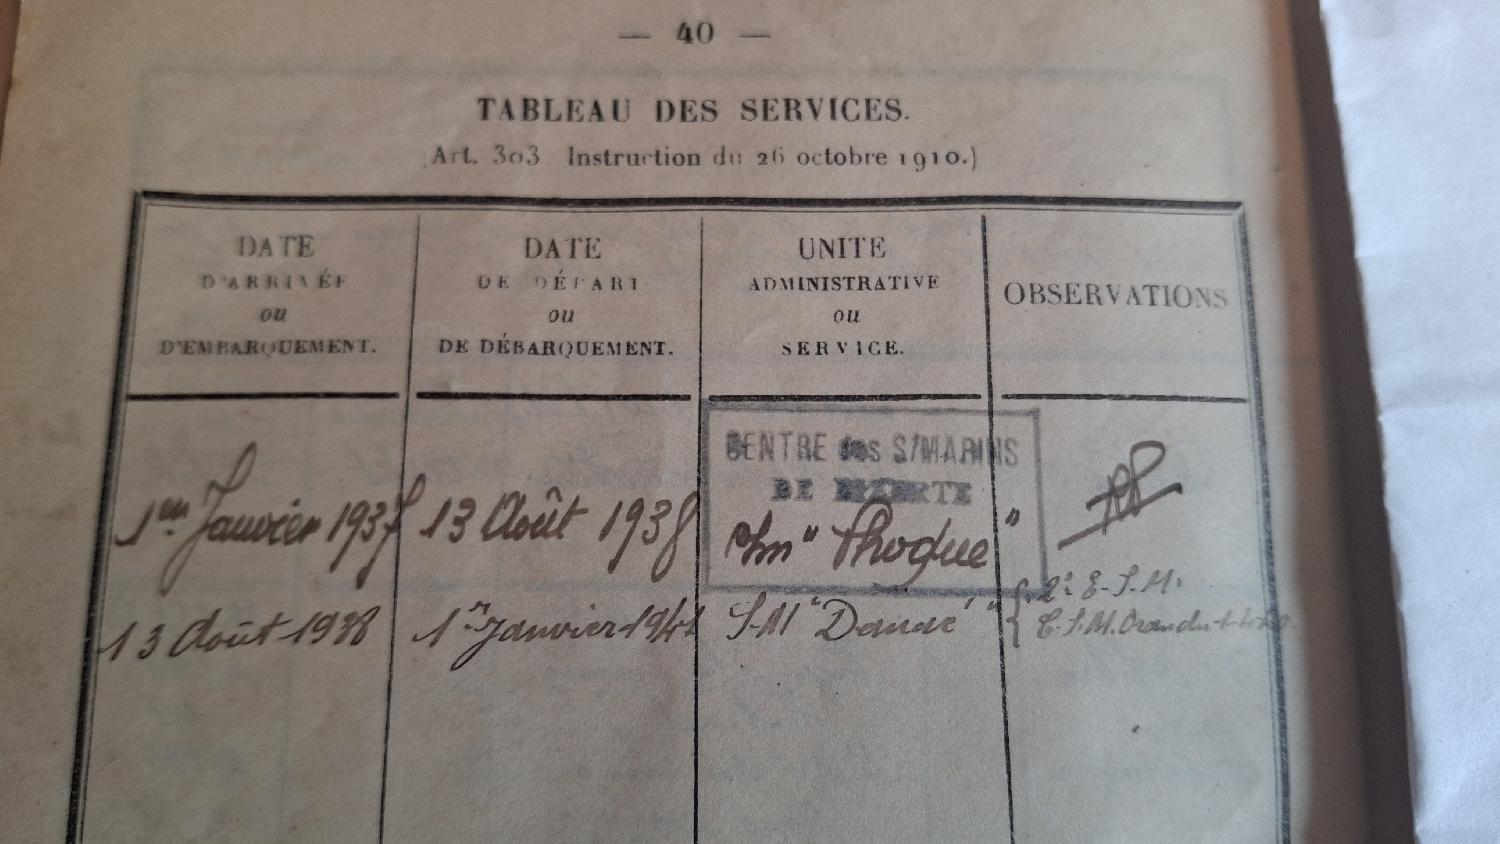 — 40 —
TABLEAU DES SERVICES.
(Art. 303 Instruction du 26 octobre 1910.)
DATE
D'ARRIVÉE
ou
D'EMBARQUEMENT.
DATE
DE DÉPART
ou
DE DÉBARQUEMENT.
UNITE
ADMINISTRATIVE
ou
SERVICE.
OBSERVATIONS
CENTRE des S/MARINS
DE BIZERTE
1er Janvier 1937 13 Août 1938 "Phoque"
13 Août 1938 1er Janvier 1941 S-M "Danaé" 2e E.S.M.
E.S.M. Oran du